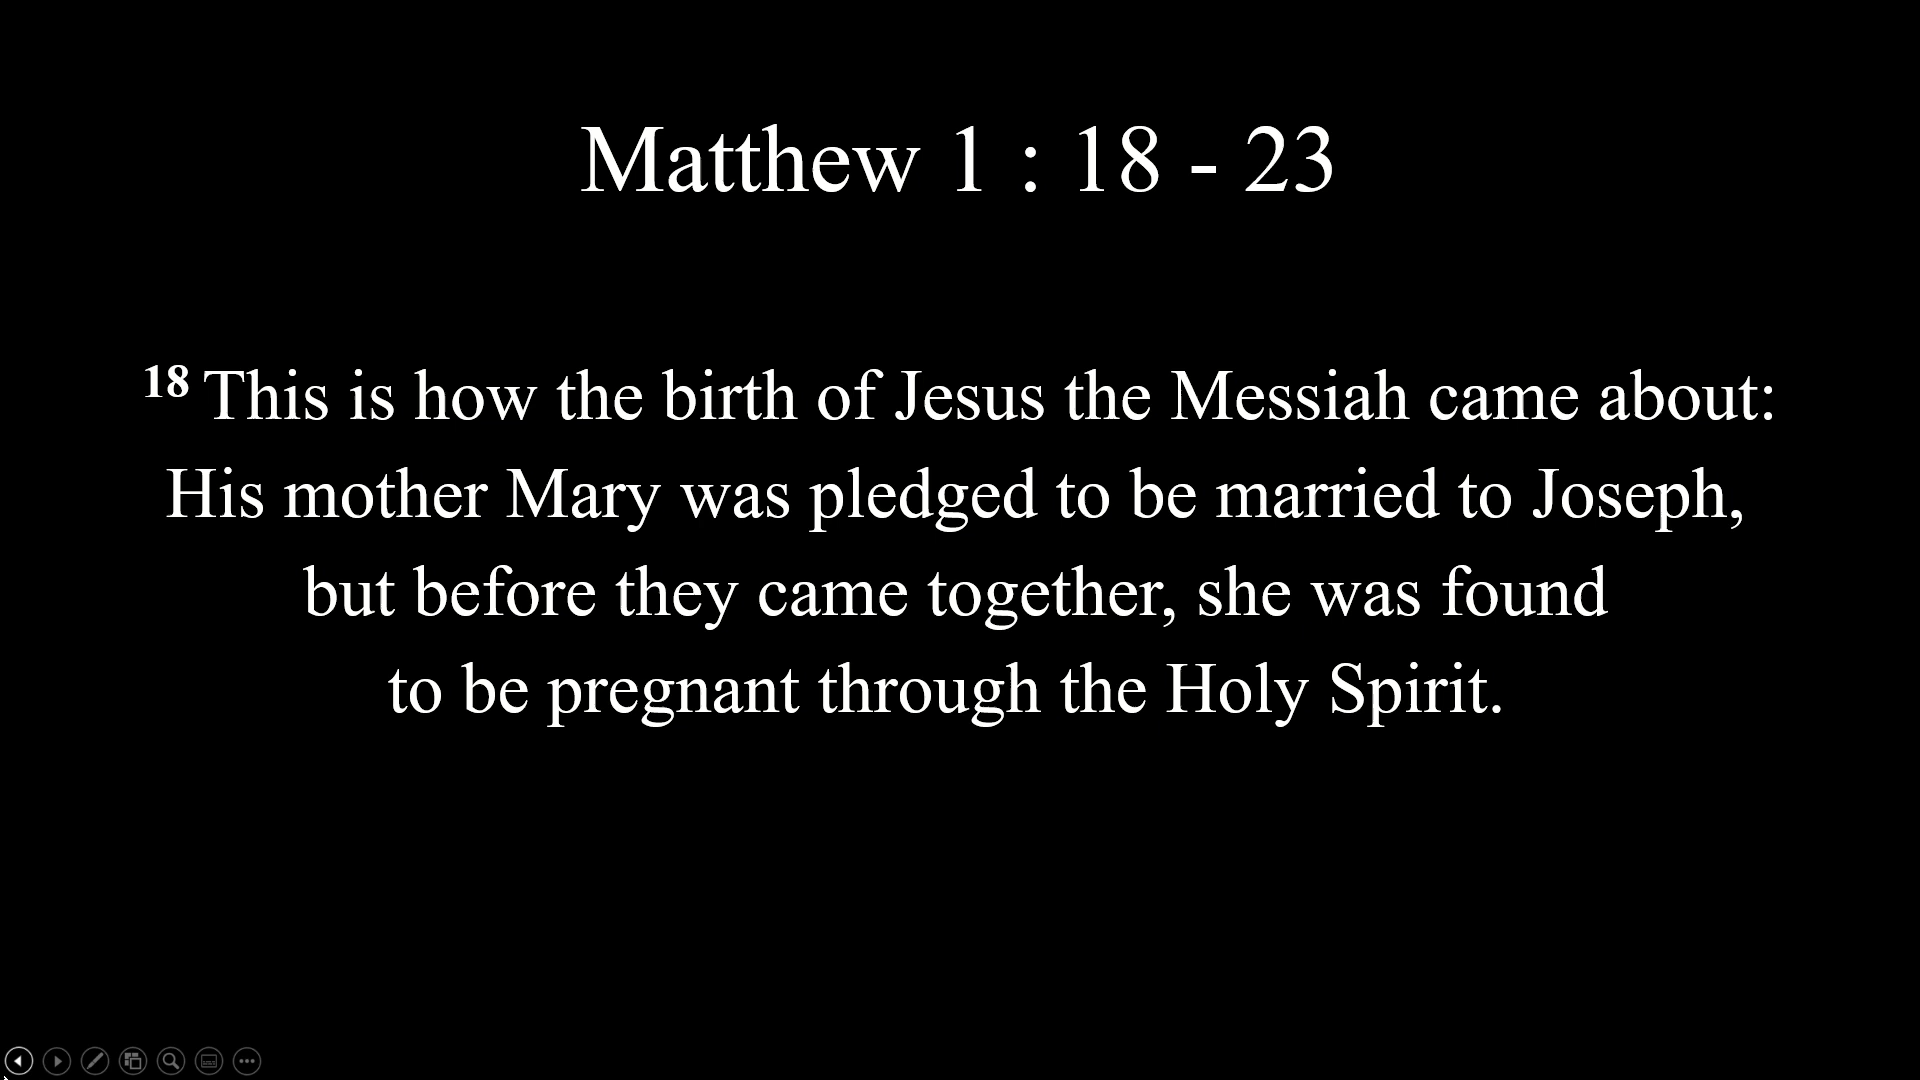 Matthew 1 : 18 - 23
18 This is how the birth of Jesus the Messiah came about:
His mother Mary was pledged to be married to Joseph,
but before they came together, she was found
to be pregnant through the Holy Spirit.